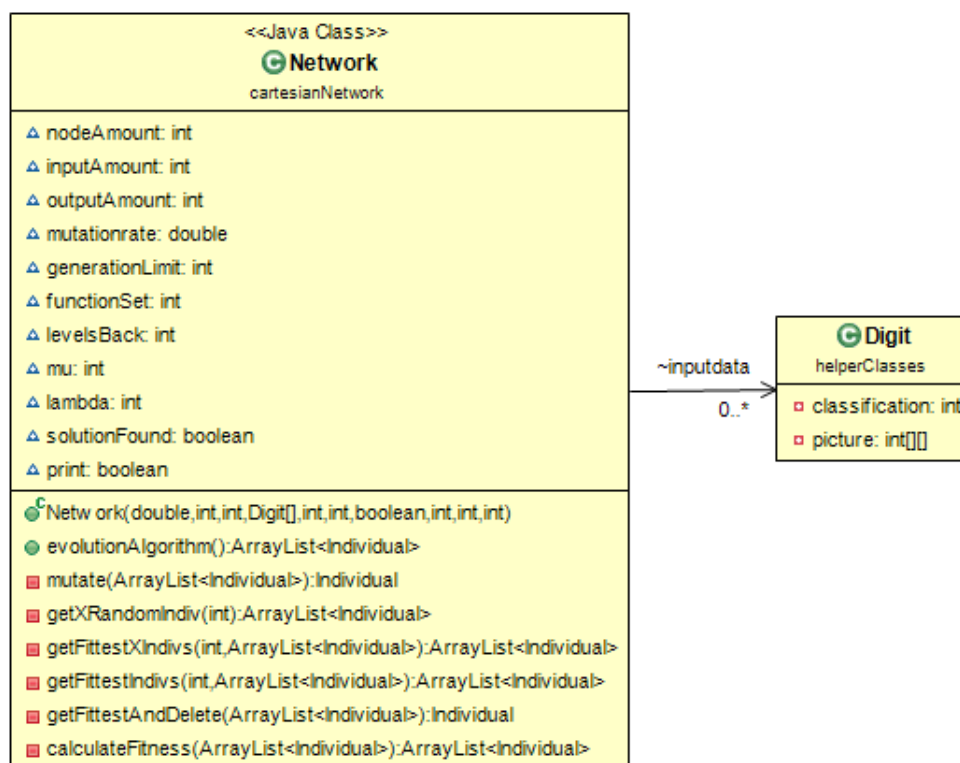 <<Java Class>>
Network
cartesianNetwork
nodeAmount: int
inputAmount: int
outputAmount: int
mutationrate: double
generationLimit: int
functionSet: int
levelsBack: int
mu: int
lambda: int
solutionFound: boolean
print: boolean
Network(double,int,int,Digit[],int,int,boolean,int,int,int)
evolutionAlgorithm():ArrayList<Individual>
mutate(ArrayList<Individual>):Individual
getXRandomIndiv(int):ArrayList<Individual>
getFittestXIndivs(int,ArrayList<Individual>):ArrayList<Individual>
getFittestIndivs(int,ArrayList<Individual>):ArrayList<Individual>
getFittestAndDelete(ArrayList<Individual>):Individual
calculateFitness(ArrayList<Individual>):ArrayList<Individual>
~inputdata
0..*
Digit
helperClasses
classification: int
picture: int[][]